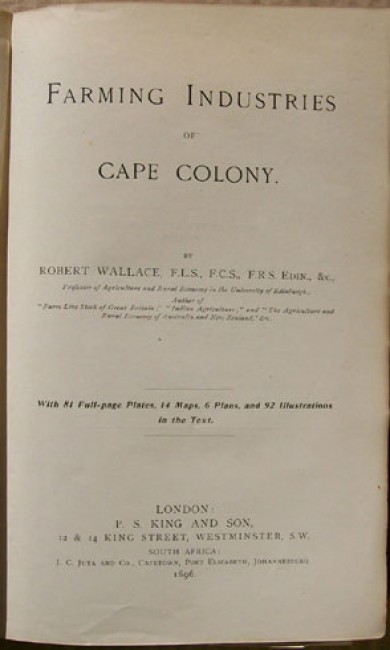 FARMING INDUSTRIES
OF
CAPE COLONY.
BY
ROBERT WALLACE, F.L.S., F.C.S., F.R.S. EDIN., &c.,
Professor of Agriculture and Rural Economy in the University of Edinburgh,
Author of
"Farm Live Stock of Great Britain;" "Indian Agriculture;" and "The Agriculture and
Rural Economy of Australia and New Zealand," &c.
With 81 Full-page Plates, 14 Maps, 6 Plans, and 92 Illustrations
in the Text.
LONDON:
P. S. KING AND SON,
12 & 14 KING STREET, WESTMINSTER, S.W.
SOUTH AFRICA:
J. C. JUTA AND CO., CAPETOWN, PORT ELIZABETH, JOHANNESBURG.
1896.